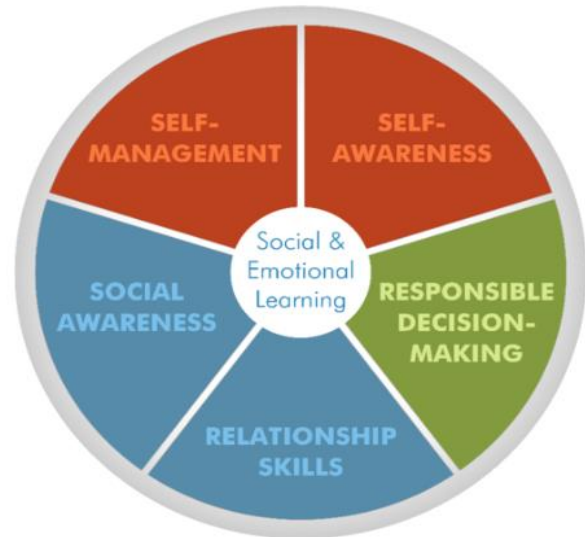 SELF-
MANAGEMENT
SELF-
AWARENESS
Social &
Emotional
Learning
SOCIAL
AWARENESS
RESPONSIBLE
DECISION-
MAKING
RELATIONSHIP
SKILLS